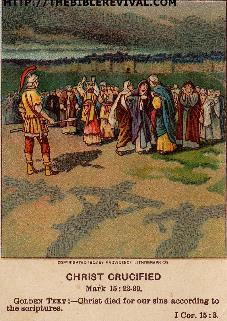 HTTP://THEBIBLEREVIVAL.COM
CHRIST CRUCIFIED
Mark 15:22-39.
GOLDEN TEXT:—Christ died for our sins according to
the scriptures.
I Cor. 15:3.